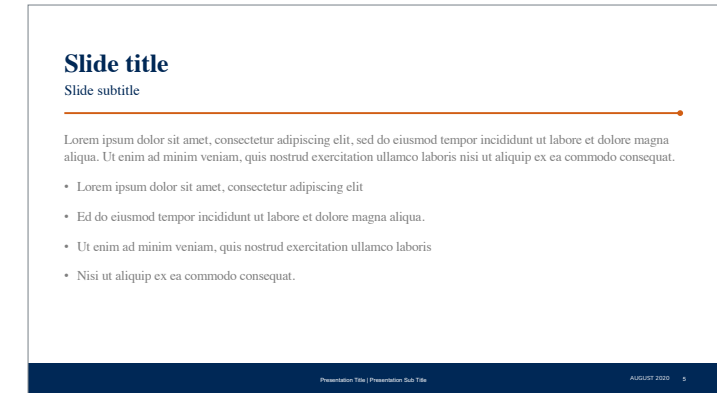 Slide title
Slide subtitle
Lorem ipsum dolor sit amet, consectetur adipiscing elit, sed do eiusmod tempor incididunt ut labore et dolore magna
aliqua. Ut enim ad minim veniam, quis nostrud exercitation ullamco laboris nisi ut aliquip ex ea commodo consequat.
• Lorem ipsum dolor sit amet, consectetur adipiscing elit
• Ed do eiusmod tempor incididunt ut labore et dolore magna aliqua.
• Ut enim ad minim veniam, quis nostrud exercitation ullamco laboris
• Nisi ut aliquip ex ea commodo consequat.
Presentation Title | Presentation Sub Title
AUGUST 2020 5